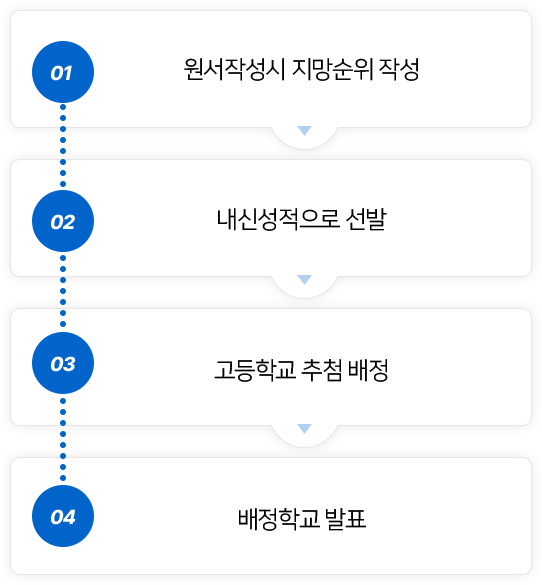 01
원서작성시 지망순위 작성
02
내신성적으로 선발
03
고등학교 추첨 배정
04
배정학교 발표